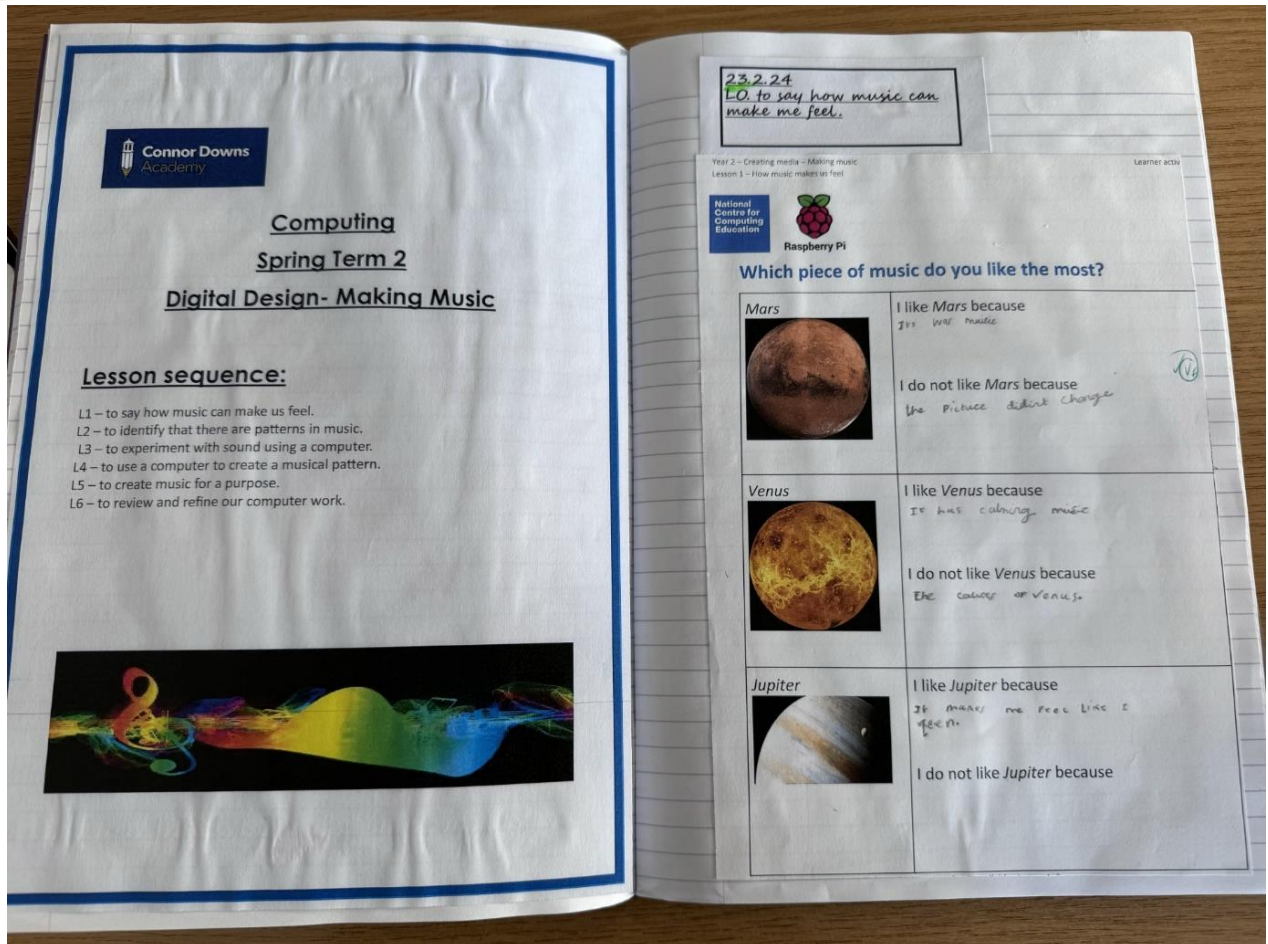 Connor Downs
Academy
Computing
Spring Term 2
Digital Design- Making Music
Lesson sequence:
L1 – to say how music can make us feel.
L2 – to identify that there are patterns in music.
L3 – to experiment with sound using a computer.
L4 – to use a computer to create a musical pattern.
L5 – to create music for a purpose.
L6 – to review and refine our computer work.
23.2.24
LO. to say how music can
make me feel.
Year 2 – Creating media – Making music
Learner activ
Lesson 1 – How music makes us feel
National
Centre for
Computing
Education
Raspberry Pi
Which piece of music do you like the most?
Mars
I like Mars because
Its war music
I do not like Mars because
the Picture didint change
Venus
I like Venus because
It has calming music
I do not like Venus because
the of Venus.
Jupiter
I like Jupiter because
It makes me feel like I
I do not like Jupiter because